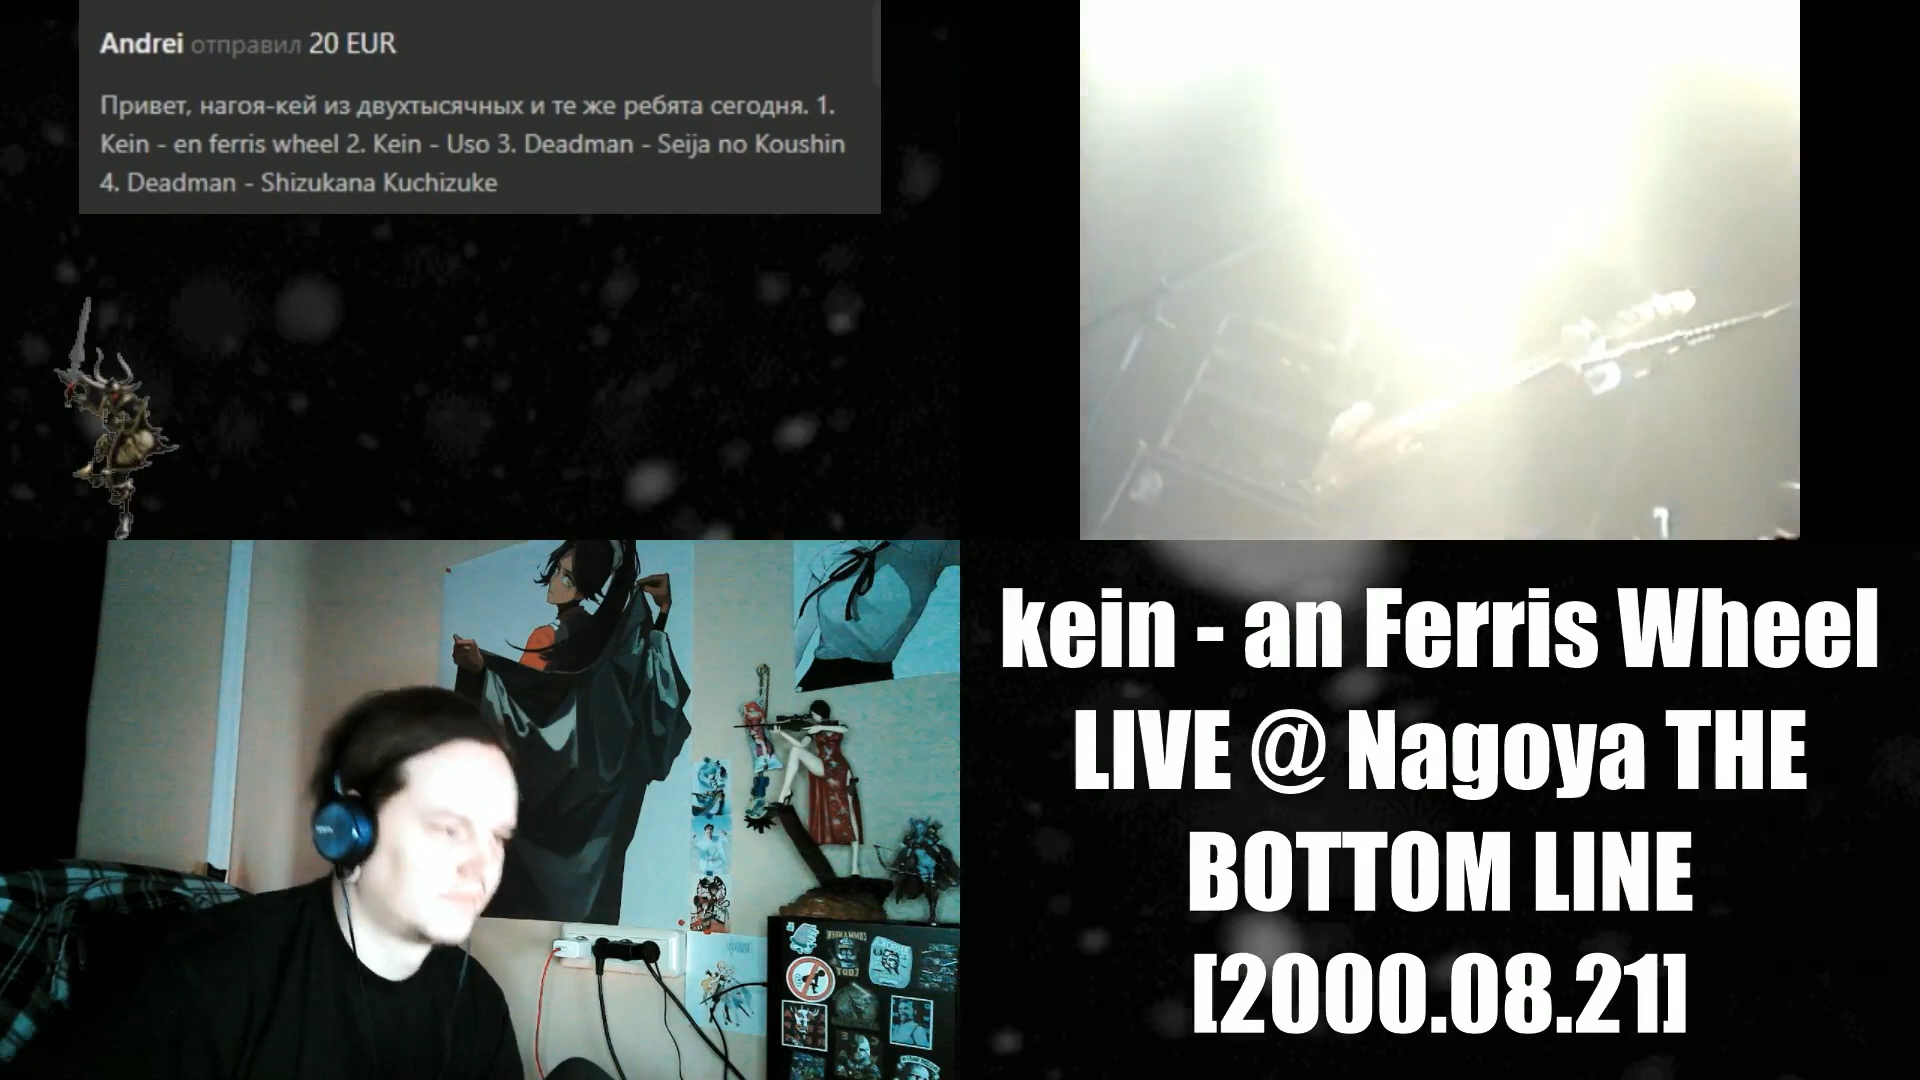 Andrei отправил 20 EUR
Привет, нагоя-кей из двухтысячных и те же ребята сегодня. 1.
Kein - en ferris wheel 2. Kein - Uso 3. Deadman - Seija no Koushin
4. Deadman - Shizukana Kuchizuke
kein - an Ferris Wheel
LIVE @ Nagoya THE
BOTTOM LINE
[2000.08.21]